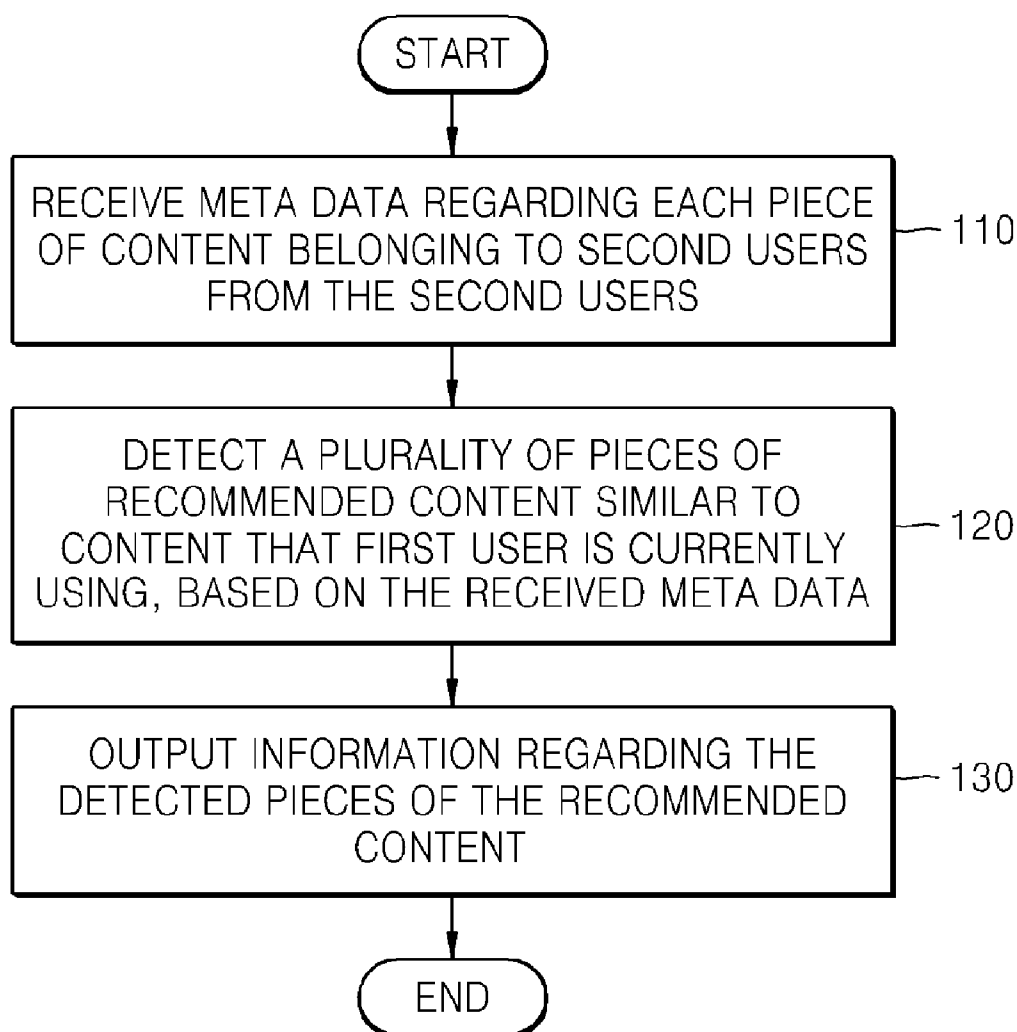 START
RECEIVE META DATA REGARDING EACH PIECE
OF CONTENT BELONGING TO SECOND USERS
FROM THE SECOND USERS
110
DETECT A PLURALITY OF PIECES OF
RECOMMENDED CONTENT SIMILAR TO
CONTENT THAT FIRST USER IS CURRENTLY
USING, BASED ON THE RECEIVED META DATA
120
OUTPUT INFORMATION REGARDING THE
DETECTED PIECES OF THE RECOMMENDED
CONTENT
130
END